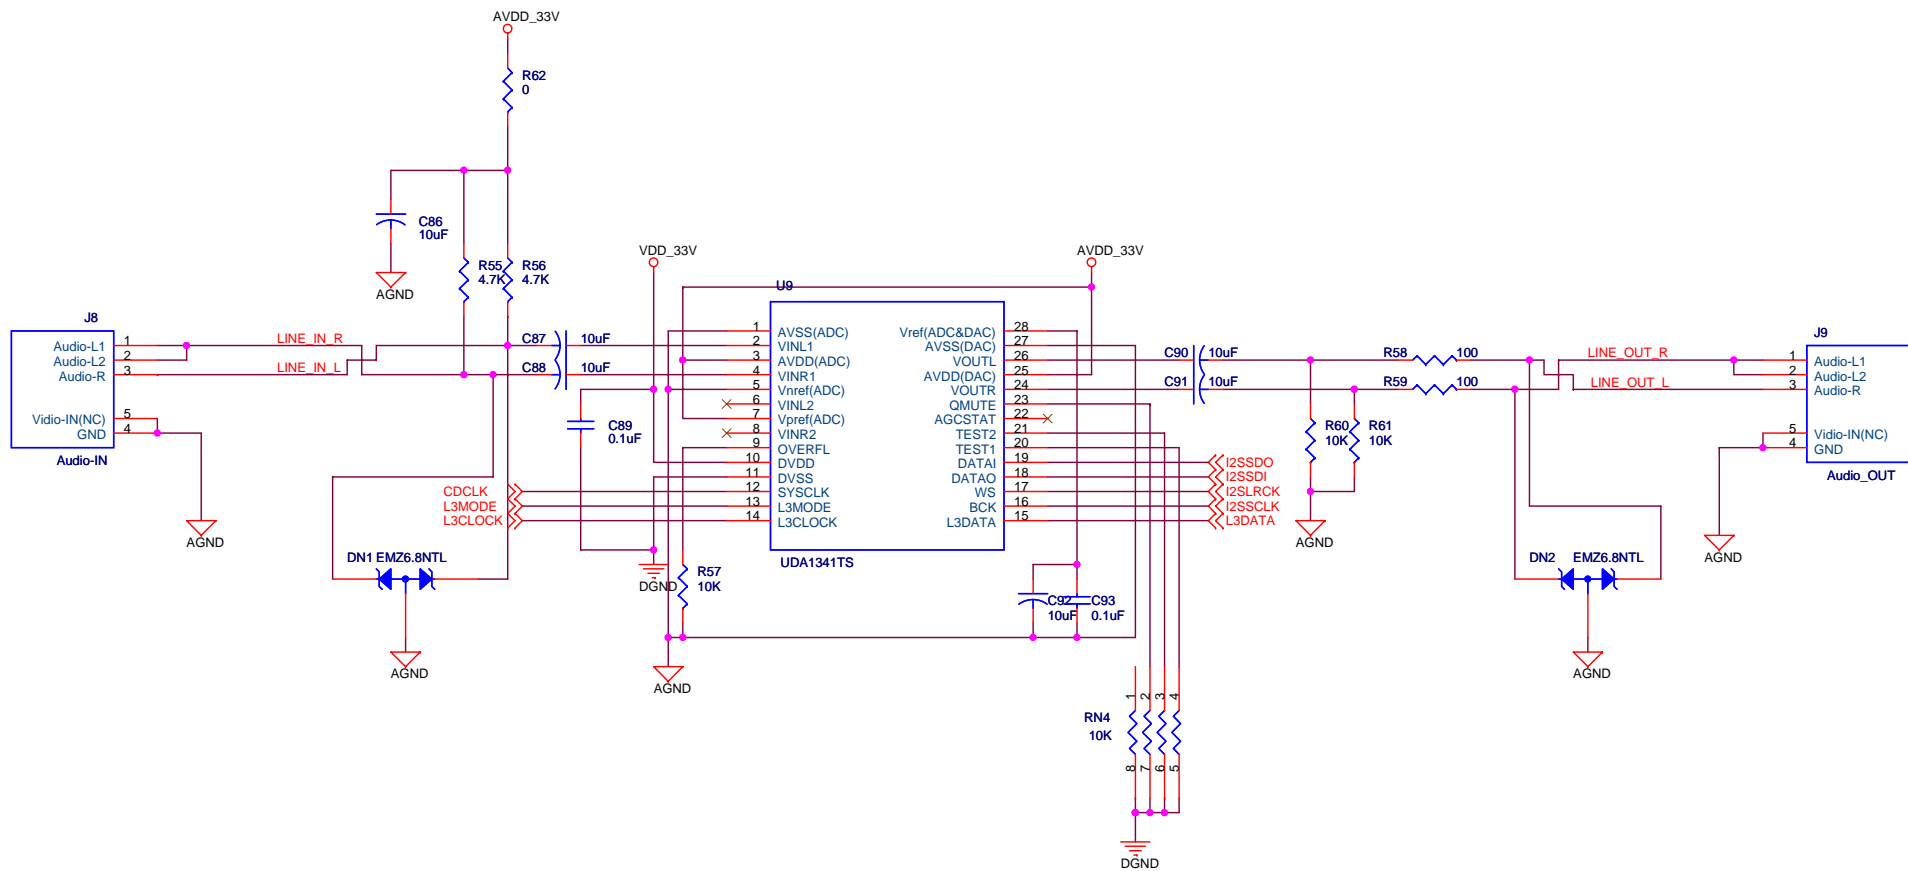 AVDD_33V
R62
0
C86
10uF
AGND
R55
4.7K
R56
4.7K
VDD_33V
AVDD_33V
J8
Audio-L1
Audio-L2
Audio-R
Vidio-IN(NC)
GND
1
2
3
5
4
Audio-IN
AGND
LINE_IN_R
LINE_IN_L
C87
10uF
C88
10uF
C89
0.1uF
CDCLK
L3MODE
L3CLOCK
DN1 EMZ6.8NTL
AGND
DGND
R57
10K
AGND
U9
1 AVSS(ADC)
2 VINL1
3 AVDD(ADC)
4 VINR1
5 Vnref(ADC)
6 VINL2
7 Vpref(ADC)
8 VINR2
9 OVERFL
10 DVDD
11 DVSS
12 SYSCLK
13 L3MODE
14 L3CLOCK
Vref(ADC&DAC) 28
AVSS(DAC) 27
VOUTL 26
AVDD(DAC) 25
VOUTR 24
QMUTE 23
AGCSTAT 22
TEST2 21
TEST1 20
DATAI 19
DATAO 18
WS 17
BCK 16
L3DATA 15
UDA1341TS
C90
10uF
C91
10uF
I2SSDO
I2SSDI
I2SLRCK
I2SSCLK
L3DATA
C92
10uF
C93
0.1uF
RN4
10K
1
2
3
4
8
7
6
5
DGND
R58
100
R59
100
R60
10K
R61
10K
AGND
LINE_OUT_R
LINE_OUT_L
DN2
EMZ6.8NTL
AGND
J9
1
2
3
5
4
Audio-L1
Audio-L2
Audio-R
Vidio-IN(NC)
GND
Audio_OUT
AGND